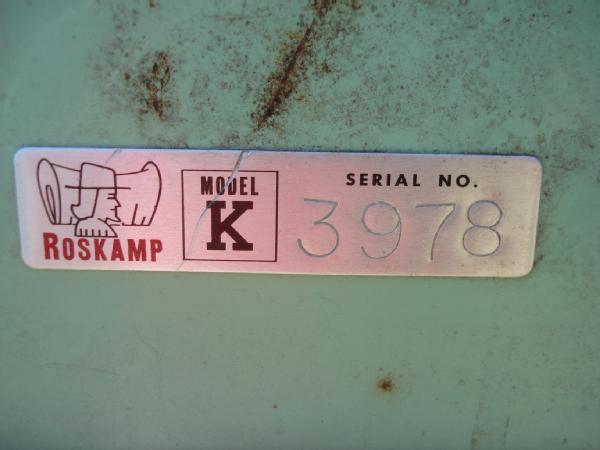 ROSKAMP
MODEL
K
SERIAL NO.
3978